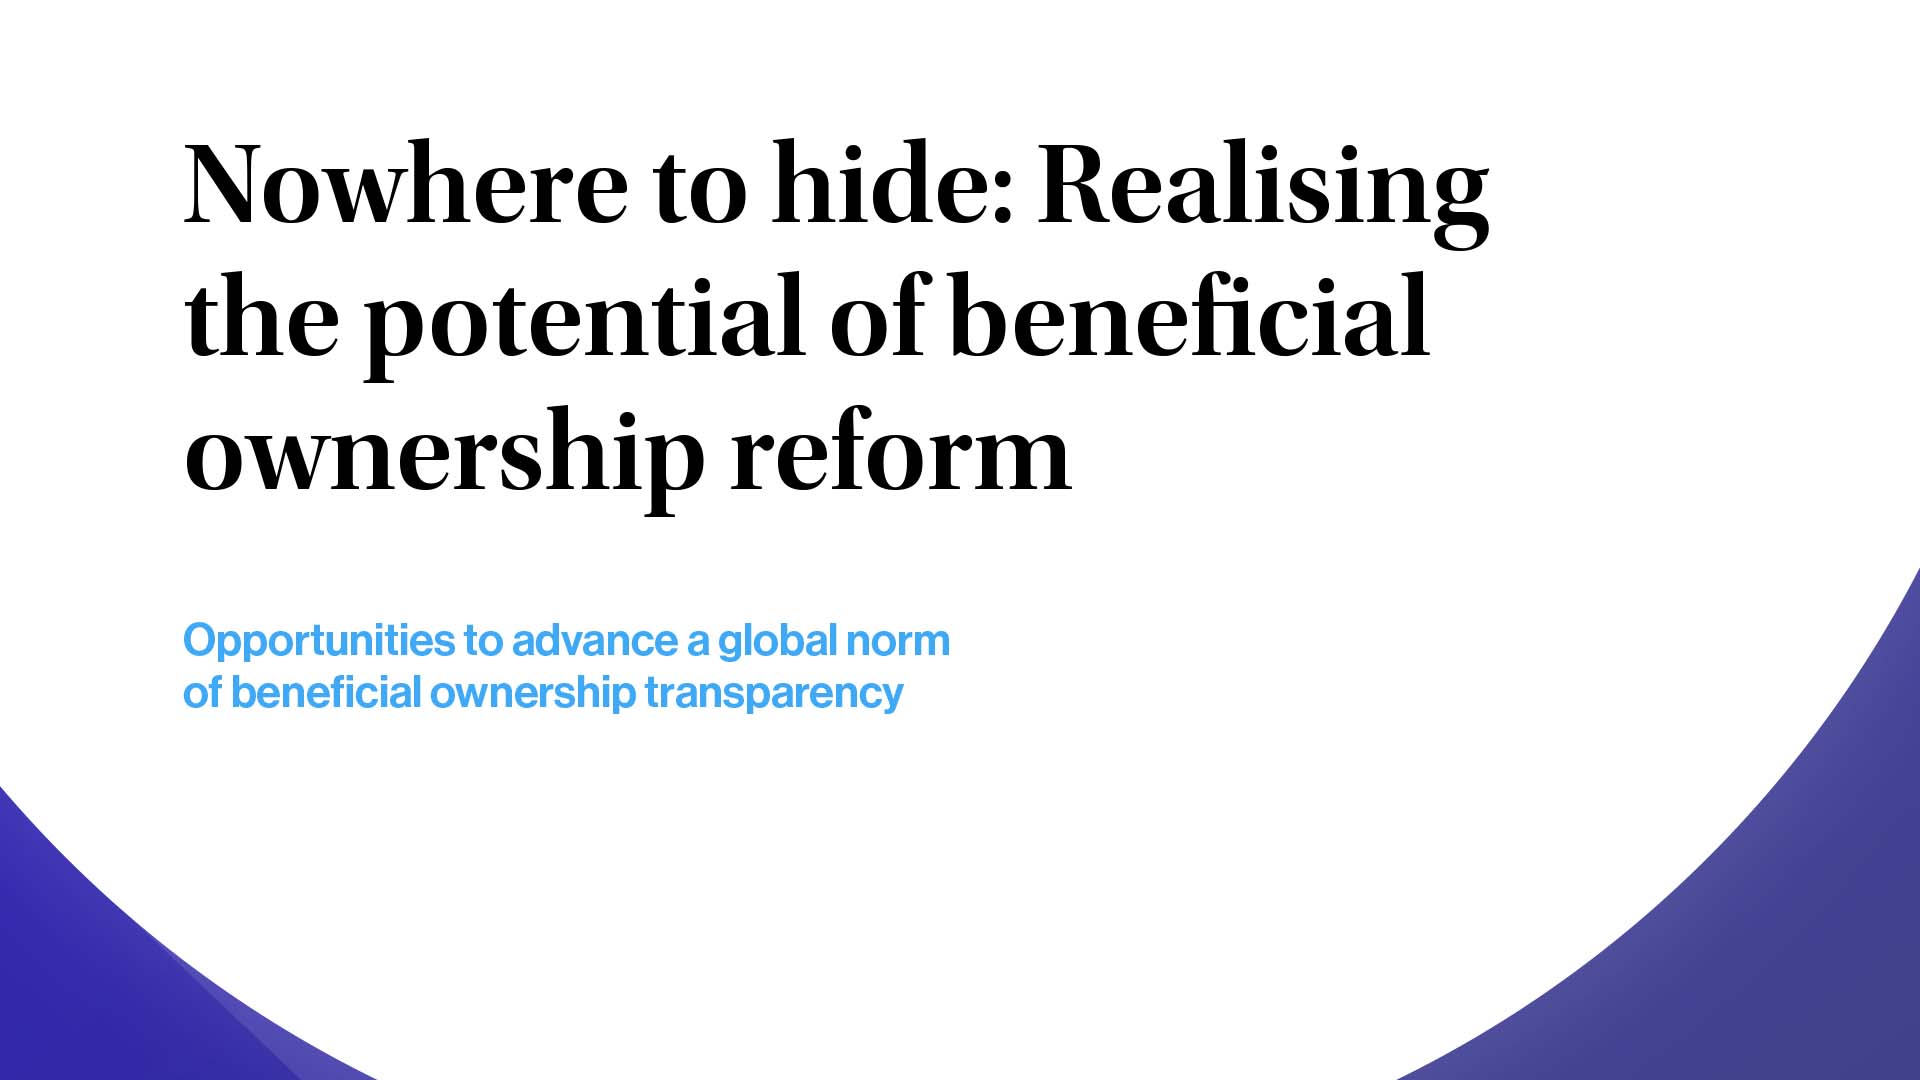 Nowhere to hide: Realising
the potential of beneficial
ownership reform
Opportunities to advance a global norm
of beneficial ownership transparency